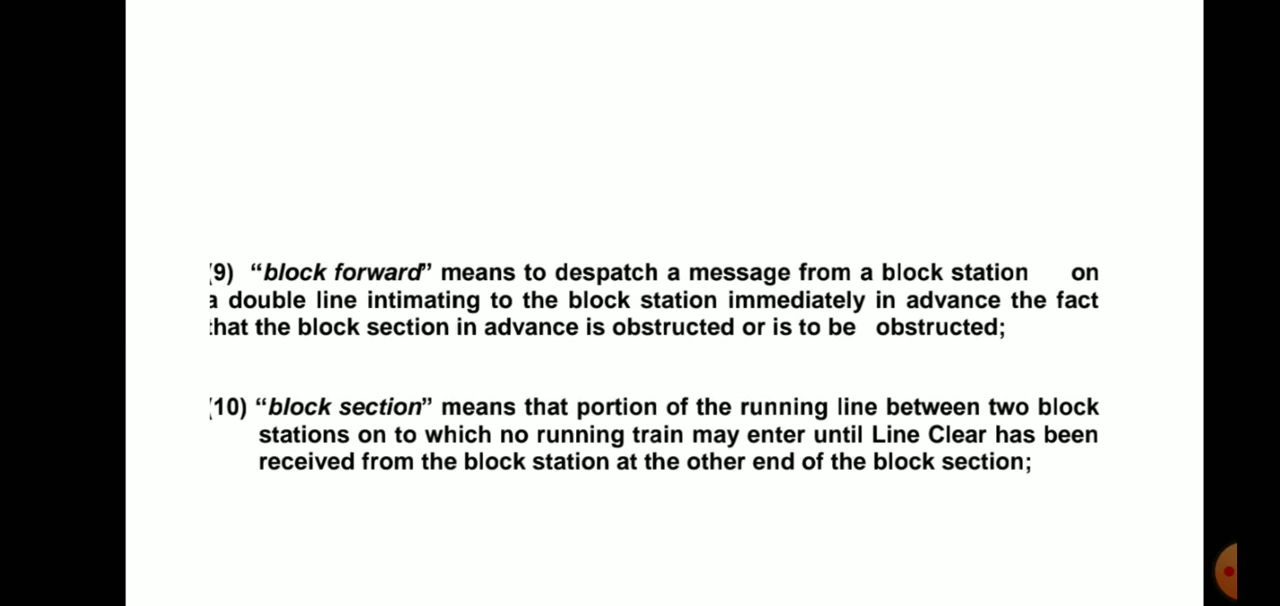 (9) “block forward” means to despatch a message from a block station on
a double line intimating to the block station immediately in advance the fact
that the block section in advance is obstructed or is to be obstructed;
(10) “block section” means that portion of the running line between two block
stations on to which no running train may enter until Line Clear has been
received from the block station at the other end of the block section;